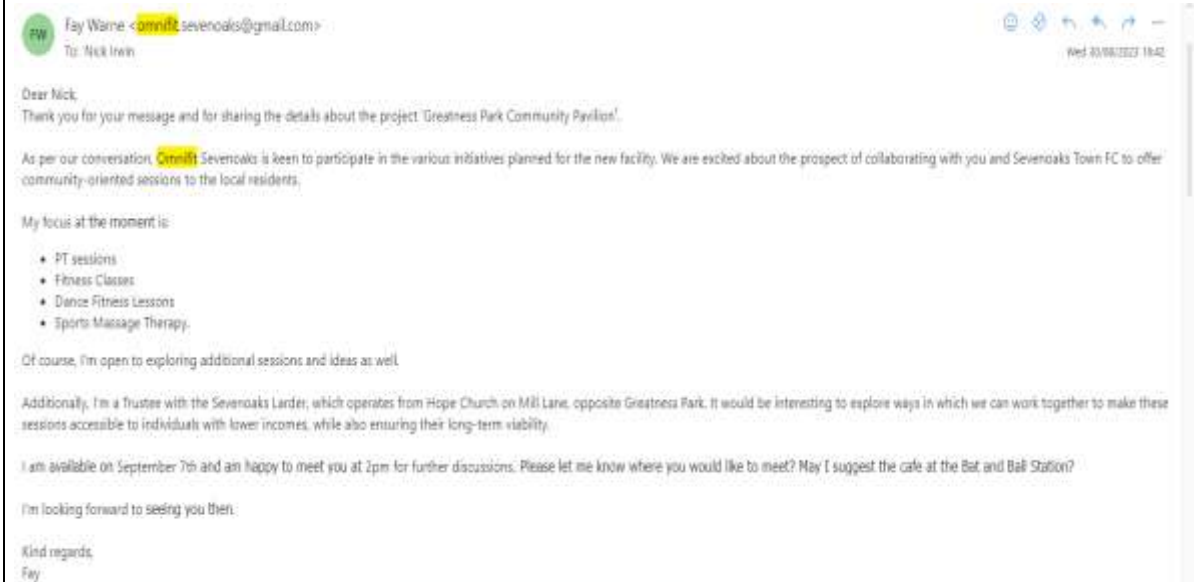 FW
Fay Warne <omnifit.sevenoaks@gmail.com>
To: Nick Irwin
Wed 30/08/2023 18:42
Dear Nick,
Thank you for your message and for sharing the details about the project 'Greatness Park Community Pavilion'.
As per our conversation, Omnifit Sevenoaks is keen to participate in the various initiatives planned for the new facility. We are excited about the prospect of collaborating with you and Sevenoaks Town FC to offer
community-oriented sessions to the local residents.
My focus at the moment is:
• PT sessions
• Fitness Classes
• Dance Fitness Lessons
• Sports Massage Therapy.
Of course, I'm open to exploring additional sessions and ideas as well.
Additionally, I'm a Trustee with the Sevenoaks Larder, which operates from Hope Church on Mill Lane, opposite Greatness Park. It would be interesting to explore ways in which we can work together to make these
sessions accessible to individuals with lower incomes, while also ensuring their long-term viability.
I am available on September 7th and am happy to meet you at 2pm for further discussions. Please let me know where you would like to meet? May I suggest the cafe at the Bat and Ball Station?
I'm looking forward to seeing you then.
Kind regards,
Fay